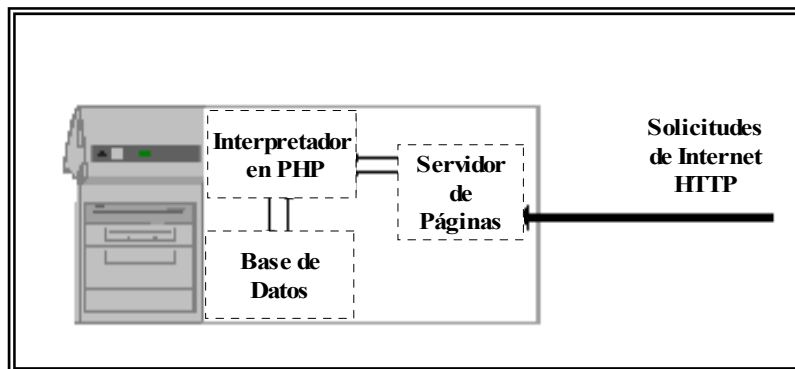 Interpretador
en PHP
Servidor
de
Páginas
Base de
Datos
Solicitudes
de Internet
HTTP